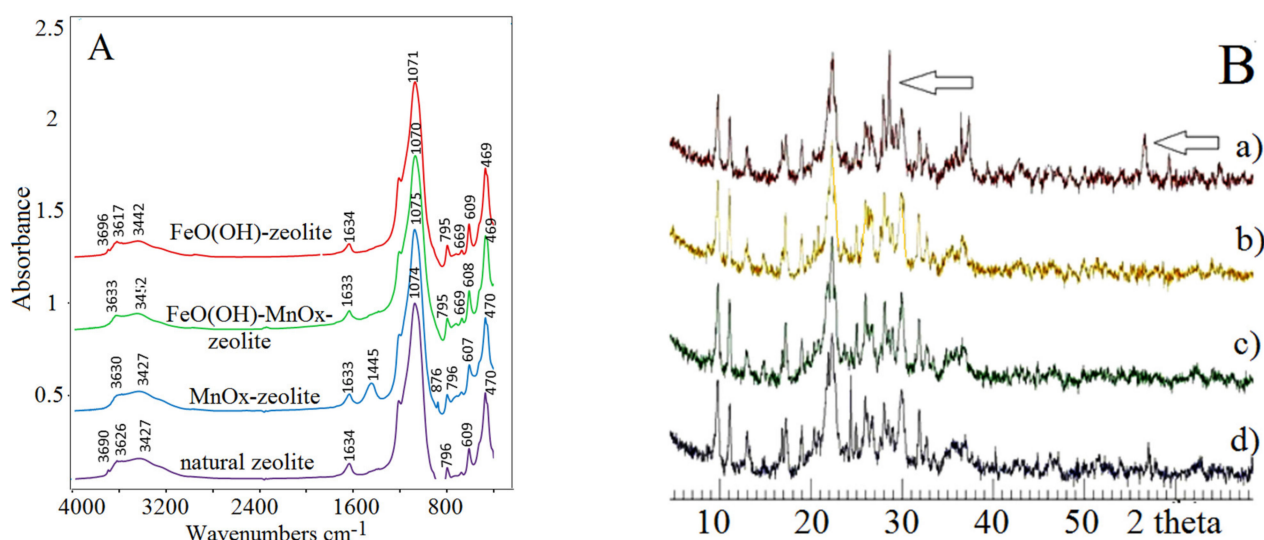 A
B
Absorbance
2.5
2
1.5
1
0.5
1071
3696
3617
3442
1634
795
669
609
469
FeO(OH)-zeolite
1070
3633
1633
795
669
608
469
FeO(OH)-MnOx-
zeolite
1075
3630
3427
1633
1445
876
796
607
470
MnOx-zeolite
1074
3690
3626
3427
1634
796
609
470
natural zeolite
4000 3200 2400 1600 800
Wavenumbers cm-1
a)
b)
c)
d)
10 20 30 40 50 2 theta